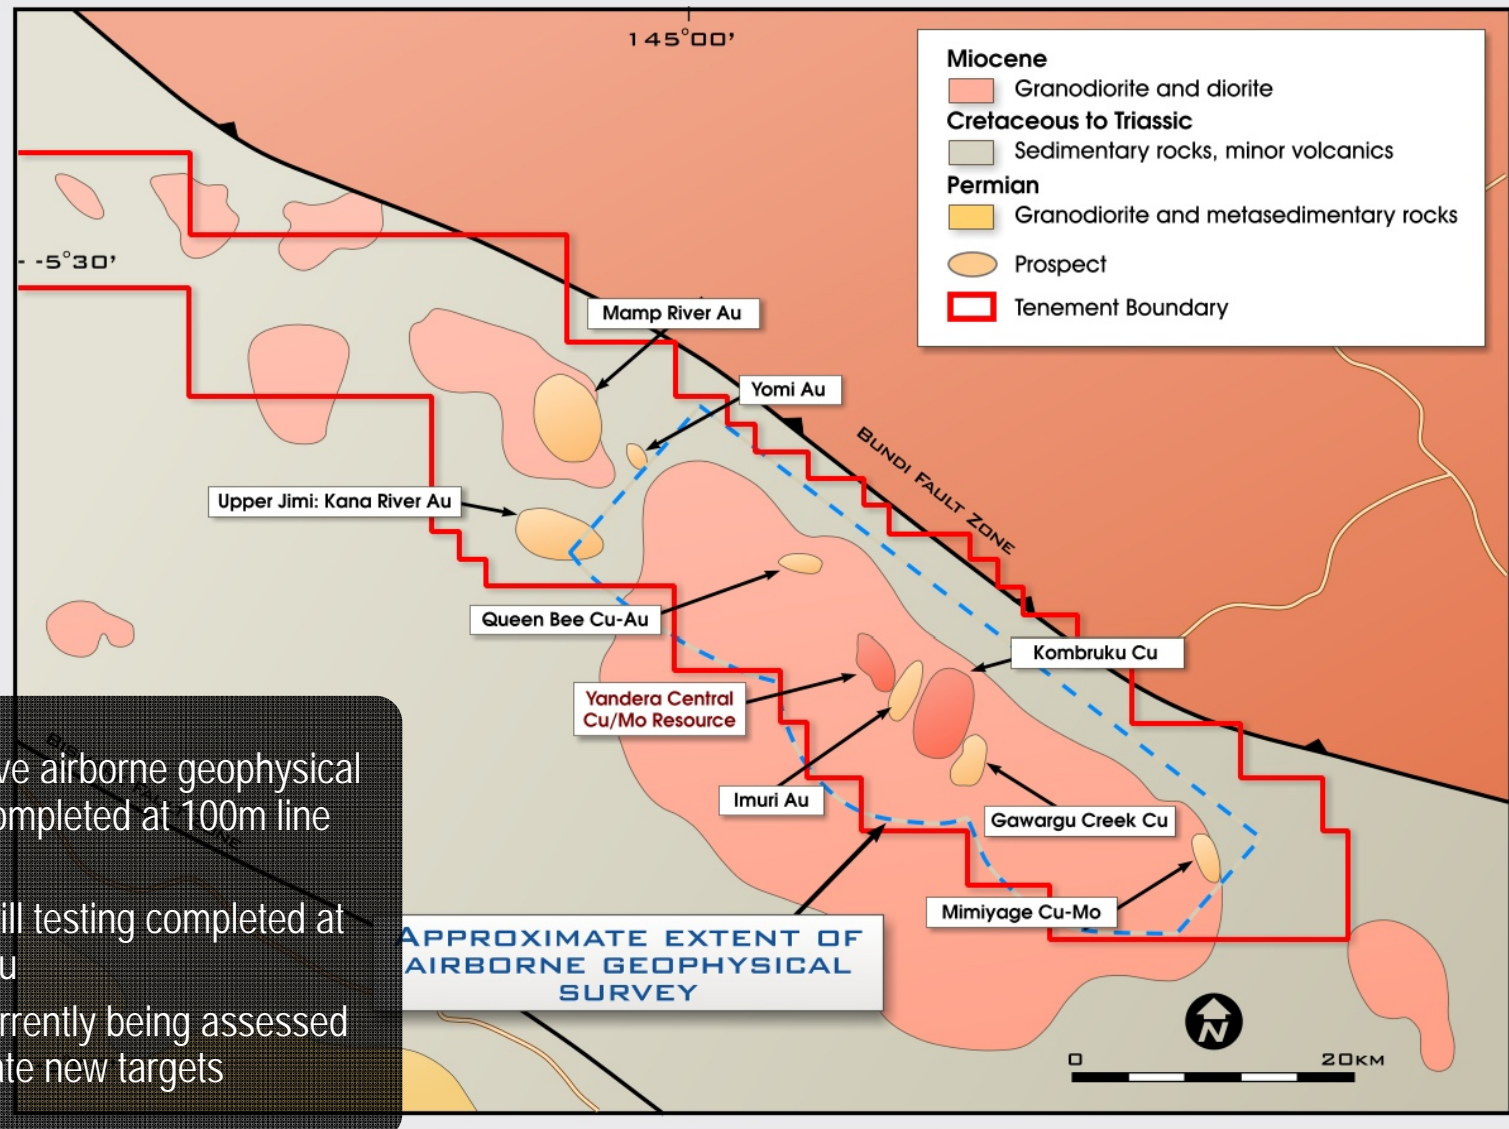 145°00'
Miocene
Granodiorite and diorite
Cretaceous to Triassic
Sedimentary rocks, minor volcanics
Permian
Granodiorite and metasedimentary rocks
Prospect
Tenement Boundary
- -5°30'
Mamp River Au
Yomi Au
BUNDI FAULT ZONE
Upper Jimi: Kana River Au
Queen Bee Cu-Au
Kombruku Cu
Yandera Central
Cu/Mo Resource
Imuri Au
Gawargu Creek Cu
Mimiyage Cu-Mo
APPROXIMATE EXTENT OF
AIRBORNE GEOPHYSICAL
SURVEY
FAULT ZONE
ve airborne geophysical
ompleted at 100m line
ill testing completed at
u
rrently being assessed
ate new targets
N
0 20KM